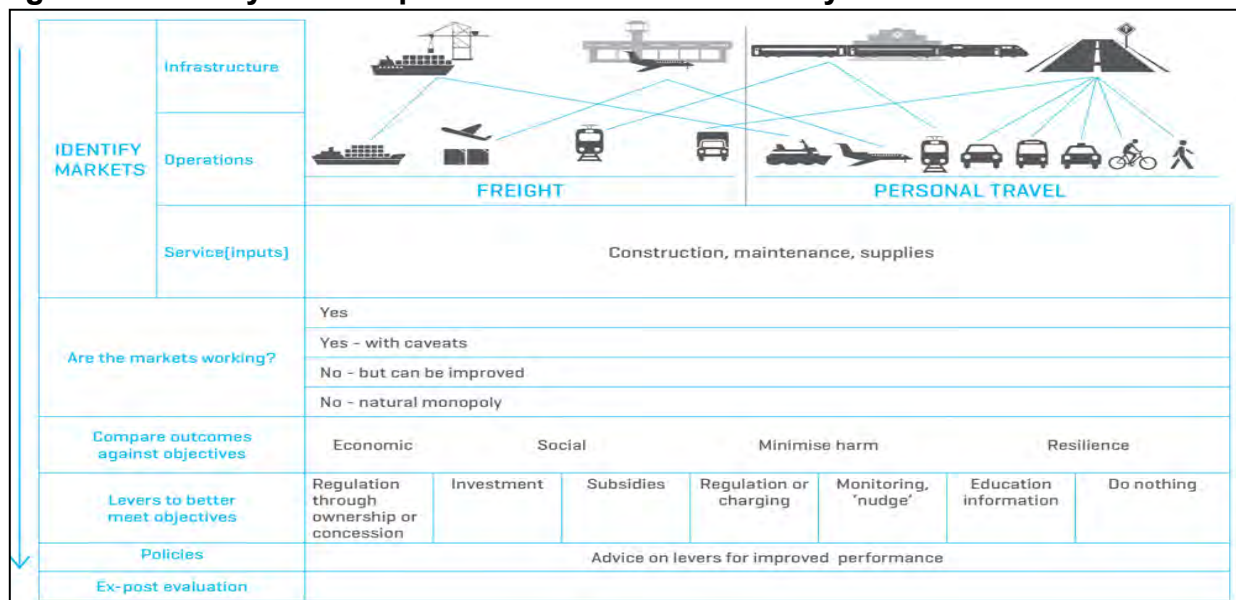 Infrastructure
IDENTIFY
MARKETS
Operations
FREIGHT
PERSONAL TRAVEL
Service(inputs)
Construction, maintenance, supplies
Are the markets working?
Yes
Yes - with caveats
No - but can be improved
No - natural monopoly
Compare outcomes
against objectives
Economic
Social
Minimise harm
Resilience
Levers to better
meet objectives
Regulation
through
ownership or
concession
Investment
Subsidies
Regulation or
charging
Monitoring,
'nudge'
Education
information
Do nothing
Policies
Advice on levers for improved performance
Ex-post evaluation